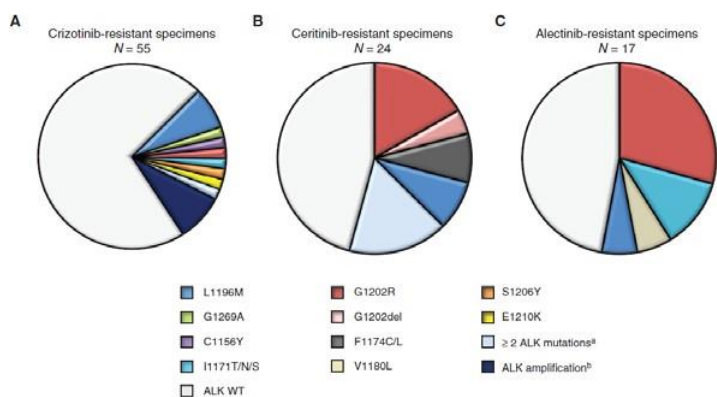 A
Crizotinib-resistant specimens
N = 55
B
Ceritinib-resistant specimens
N = 24
C
Alectinib-resistant specimens
N = 17
L1196M
G1269A
C1156Y
I1171T/N/S
ALK WT
G1202R
G1202del
F1174C/L
V1180L
S1206Y
E1210K
≥ 2 ALK mutationsᵃ
ALK amplificationᵇ